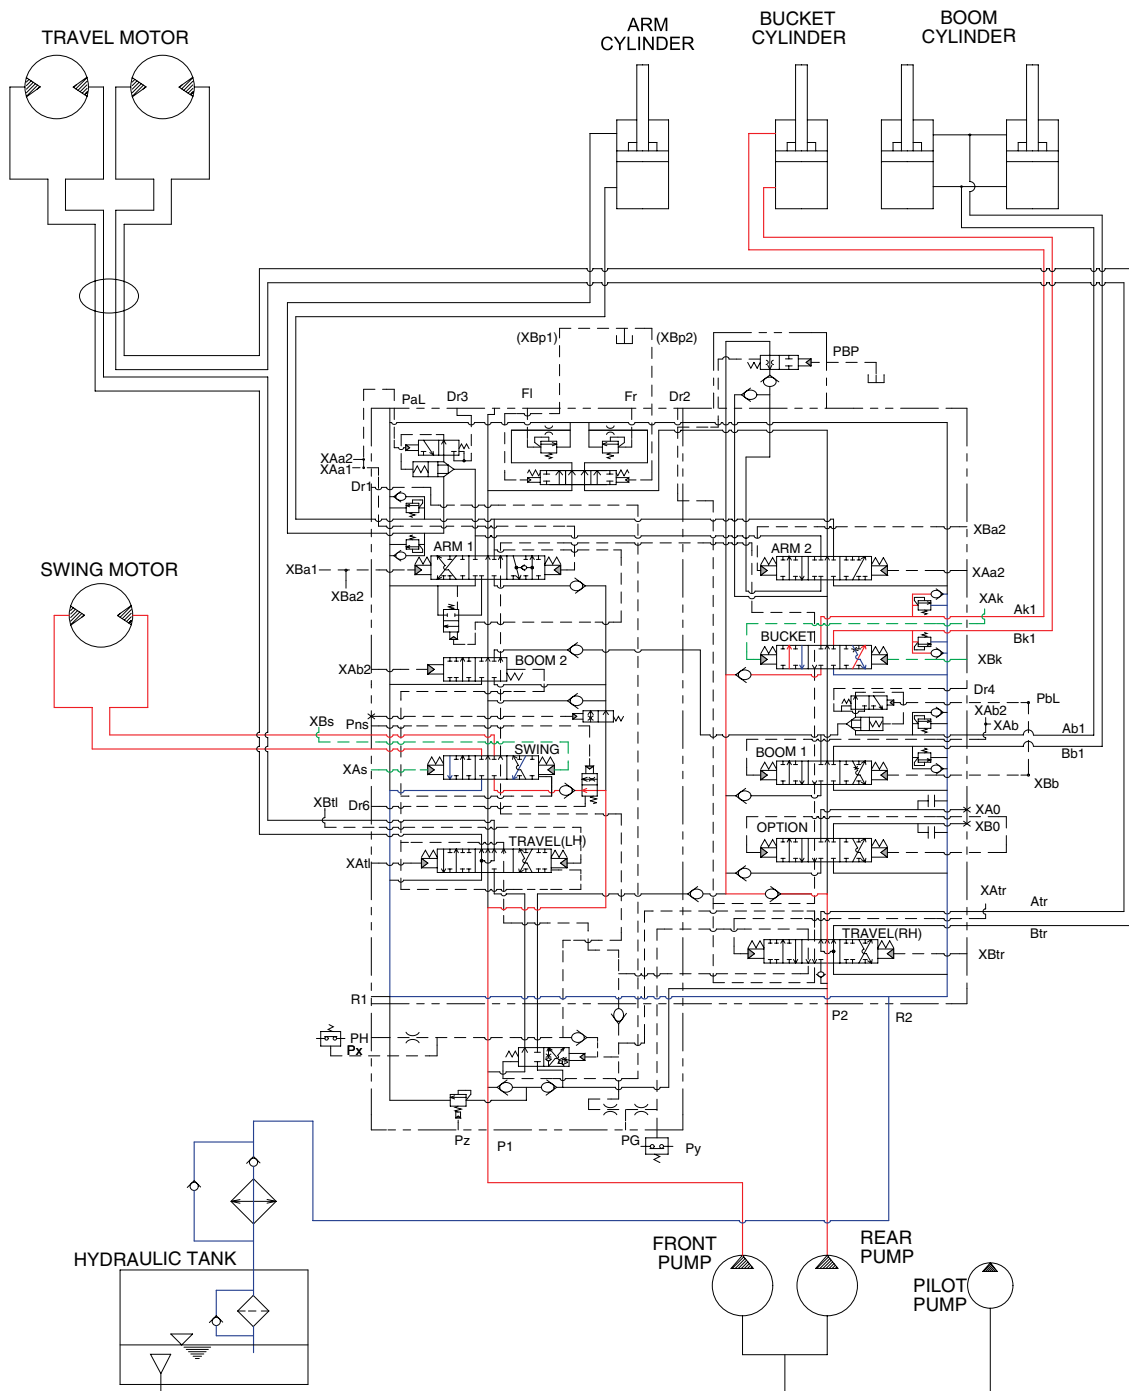 TRAVEL MOTOR
ARM
CYLINDER
BUCKET
CYLINDER
BOOM
CYLINDER
(XBp1)
(XBp2)
PBP
PaL
Dr3
Fl
Fr
Dr2
XAa2
XAa1
Dr1
ARM 1
XBa1
XBa2
ARM 2
XBa2
XAa2
XAk
Ak1
Bk1
BUCKET
XBk
SWING MOTOR
BOOM 2
XAb2
Dr4
PbL
XAb2
XAb
Ab1
Bb1
XBs
Pns
SWING
XAs
BOOM 1
XBb
XBtl
Dr6
XA0
XB0
OPTION
TRAVEL(LH)
XAtl
XAtr
Atr
Btr
TRAVEL(RH)
XBtr
R1
P2
R2
PH
Px
Pz
P1
PG
Py
HYDRAULIC TANK
FRONT
PUMP
REAR
PUMP
PILOT
PUMP